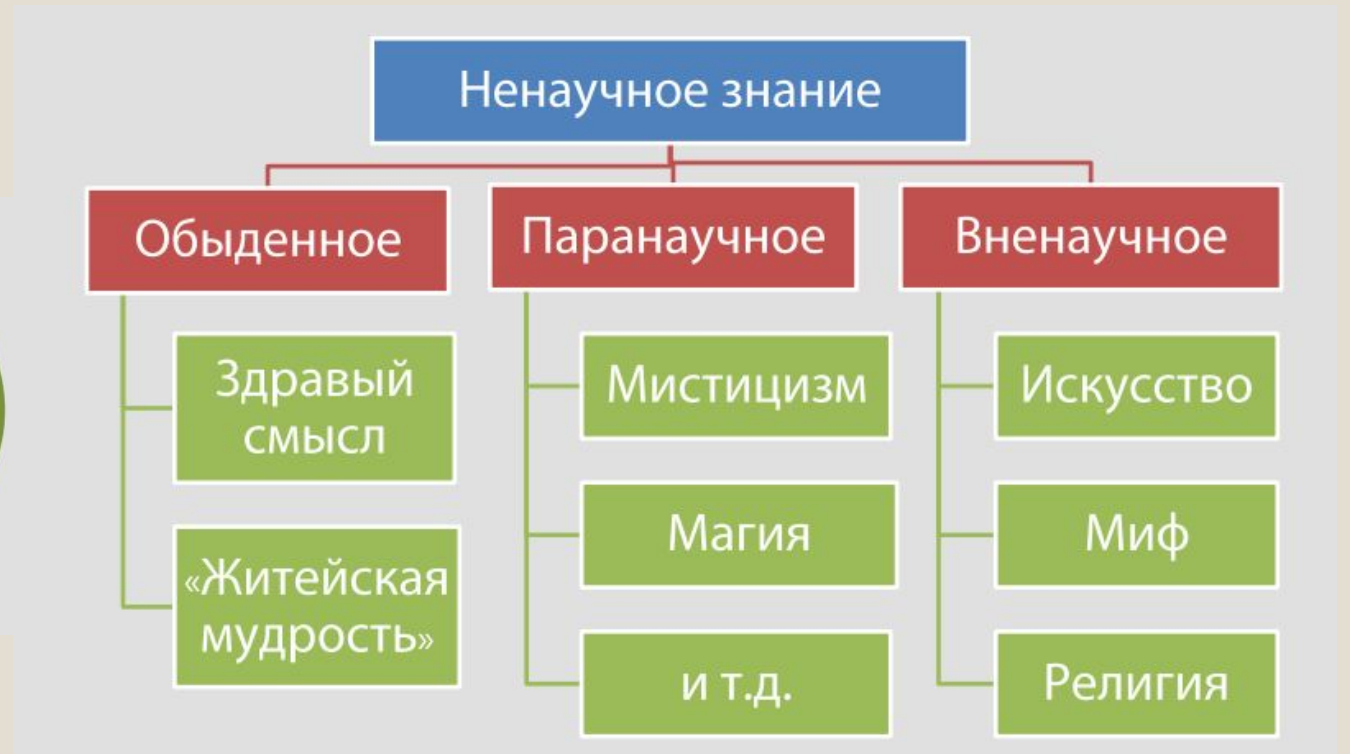 Ненаучное знание
Обыденное
Здравый
смысл
«Житейская
мудрость»
Паранаучное
Мистицизм
Магия
и т.д.
Вненаучное
Искусство
Миф
Религия